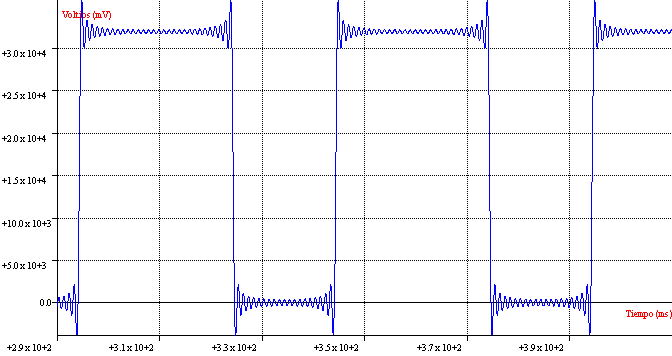 Voltios (mV)
+3.0 x 10+4
+2.5 x 10+4
+2.0 x 10+4
+1.5 x 10+4
+10.0 x 10+3
+5.0 x 10+3
0.0
Tiempo (ms)
+2.9 x 10+2
+3.1 x 10+2
+3.3 x 10+2
+3.5 x 10+2
+3.7 x 10+2
+3.9 x 10+2